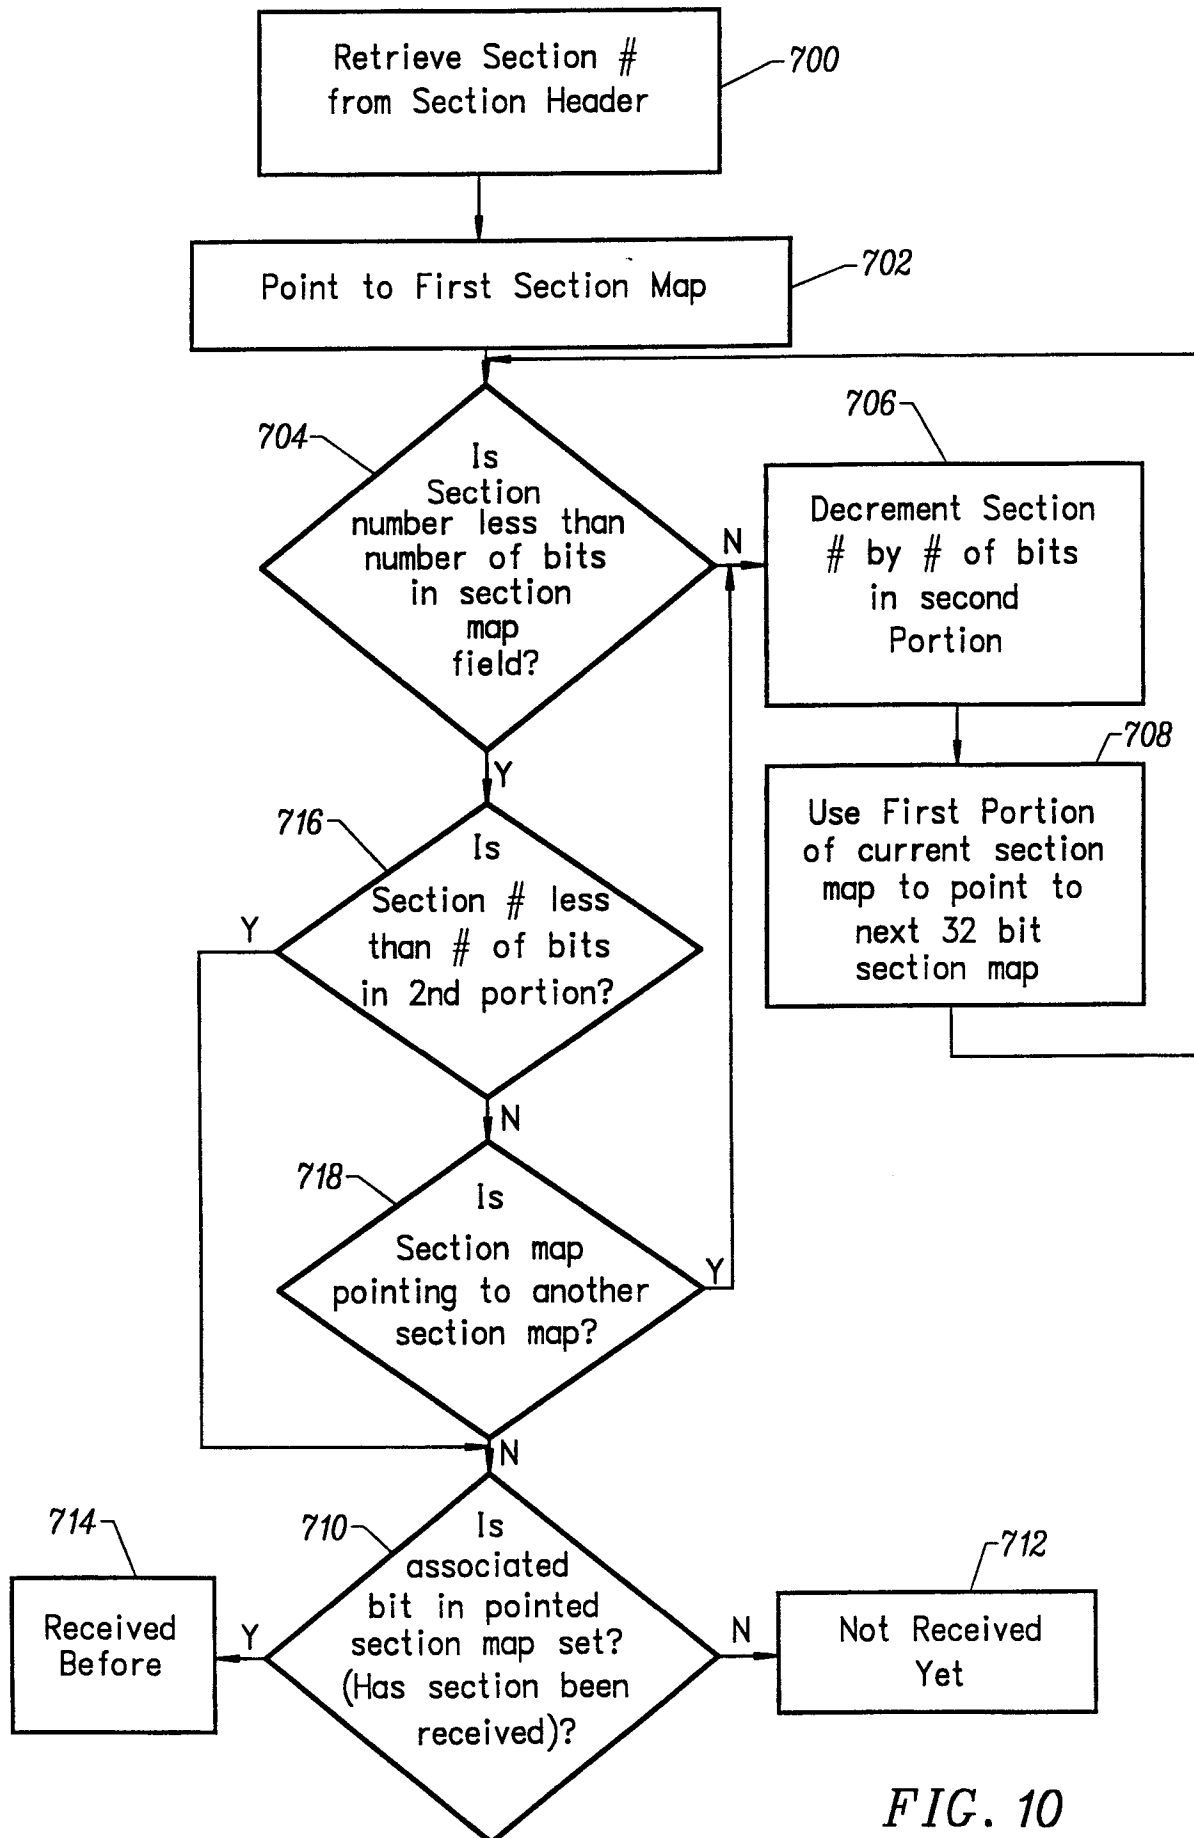 Retrieve Section #
from Section Header
700
Point to First Section Map
702
704
Is
Section
number less than
number of bits
in section
map
field?
N
Y
706
Decrement Section
# by # of bits
in second
Portion
708
Use First Portion
of current section
map to point to
next 32 bit
section map
716
Is
Section # less
than # of bits
in 2nd portion?
Y
N
718
Is
Section map
pointing to another
section map?
Y
N
710
Is
associated
bit in pointed
section map set?
(Has section been
received)?
Y
N
714
Received
Before
712
Not Received
Yet
FIG. 10